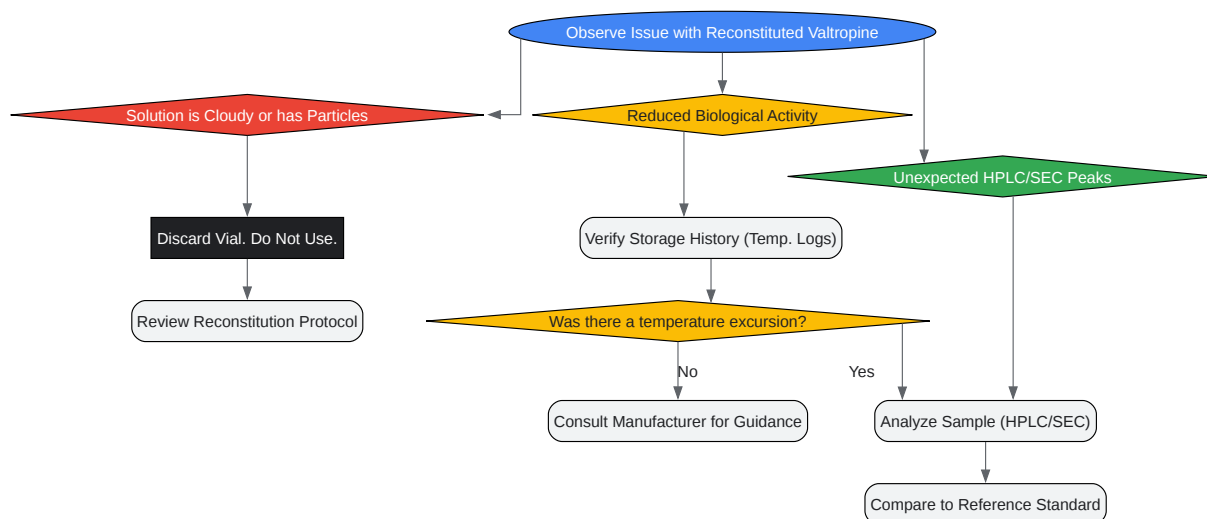 Observe Issue with Reconstituted Valtropine
Solution is Cloudy or has Particles
Reduced Biological Activity
Unexpected HPLC/SEC Peaks
Discard Vial. Do Not Use.
Verify Storage History (Temp. Logs)
Review Reconstitution Protocol
Was there a temperature excursion?
No
Yes
Consult Manufacturer for Guidance
Analyze Sample (HPLC/SEC)
Compare to Reference Standard